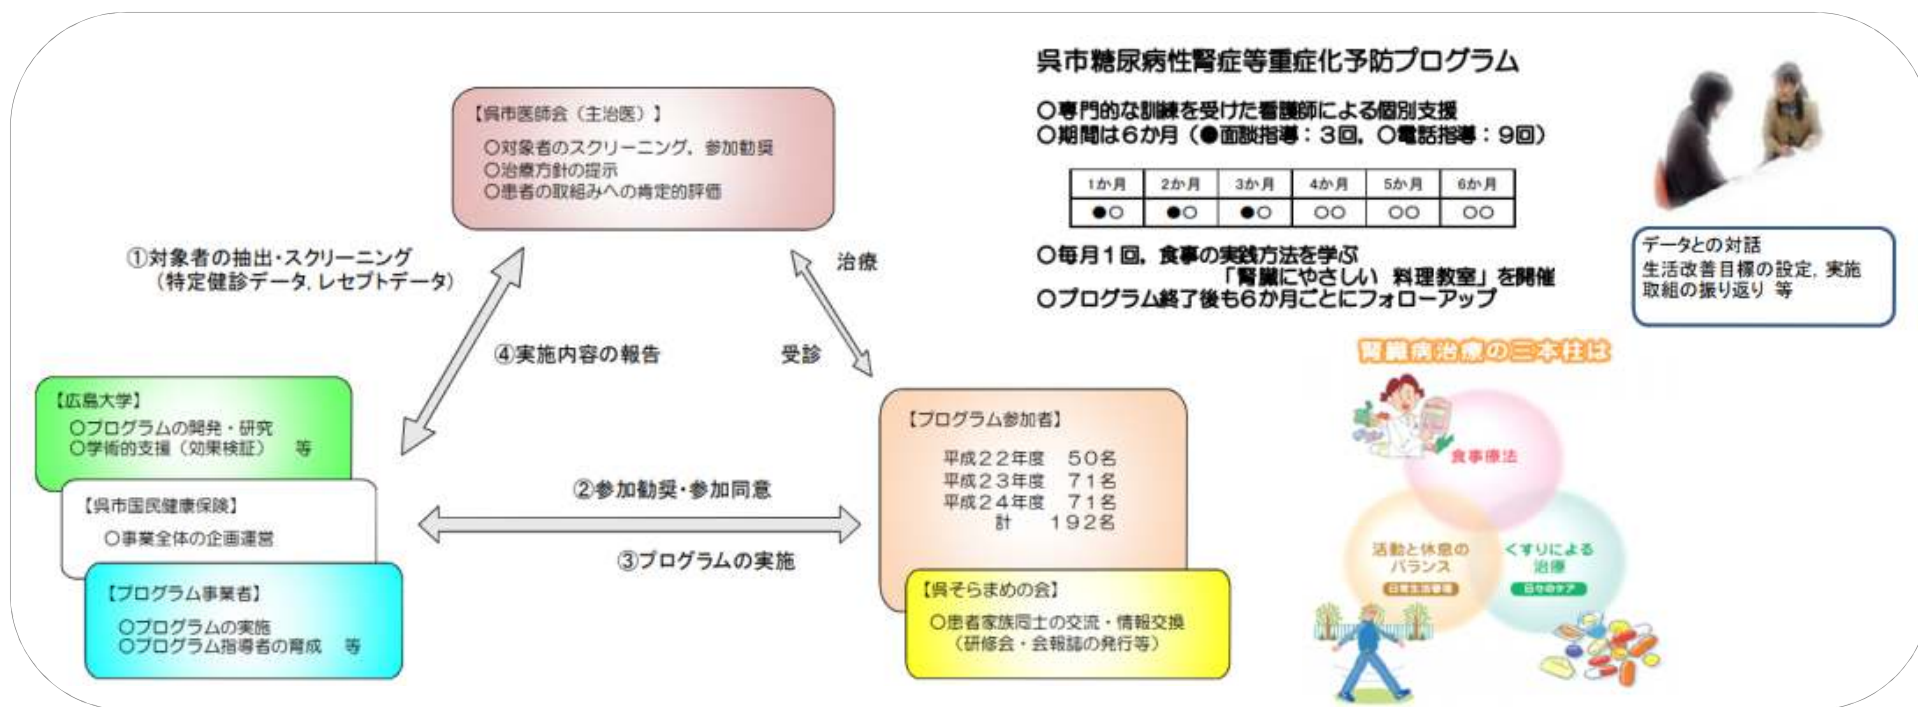 【呉市医師会（主治医）】
○対象者のスクリーニング，参加勧奨
○治療方針の提示
○患者の取組みへの肯定的評価
①対象者の抽出・スクリーニング
（特定健診データ，レセプトデータ）
④実施内容の報告
治療
受診
【広島大学】
○プログラムの開発・研究
○学術的支援（効果検証）　等
【呉市国民健康保険】
○事業全体の企画運営
【プログラム事業者】
○プログラムの実施
○プログラム指導者の育成　等
②参加勧奨・参加同意
③プログラムの実施
【プログラム参加者】
平成２２年度　５０名
平成２３年度　７１名
平成２４年度　７１名
計　１９２名
【呉そらまめの会】
○患者家族同士の交流・情報交換
（研修会・会報誌の発行等）
呉市糖尿病性腎症等重症化予防プログラム
○専門的な訓練を受けた看護師による個別支援
○期間は６か月（●面談指導：３回，○電話指導：９回）
1か月 2か月 3か月 4か月 5か月 6か月
●○ ●○ ●○ ○○ ○○ ○○
○毎月１回，食事の実践方法を学ぶ
「腎臓にやさしい　料理教室」を開催
○プログラム終了後も６か月ごとにフォローアップ
データとの対話
生活改善目標の設定，実施
取組の振り返り 等
腎臓病治療の三本柱は
食事療法
活動と休息の
バランス
日常生活管理
くすりによる
治療
日々のケア